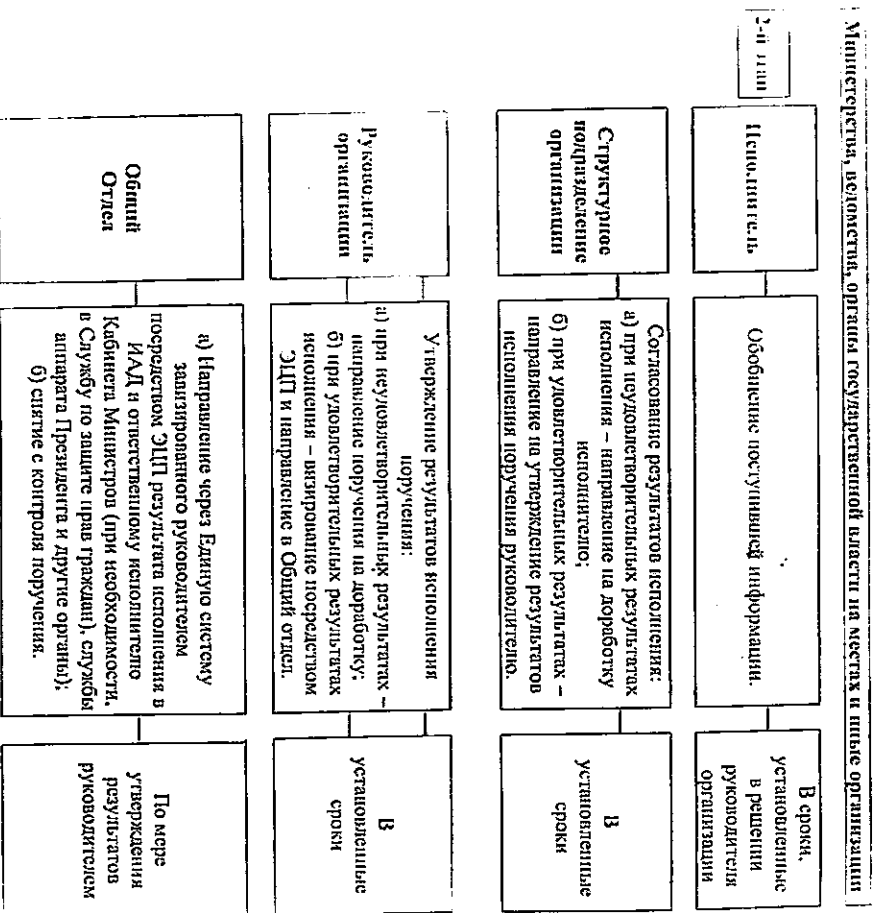 Министерства, ведомства, органы государственной власти на местах и иные организации
2-й этап
Исполнитель
Обобщение поступившей информации.
В сроки,
установленные
в решении
руководителя
организации
Структурное
подразделение
организации
Согласование результатов исполнения:
а) при неудовлетворительных результатах
исполнения – направление на доработку
исполнителю;
б) при удовлетворительных результатах –
направление на утверждение результатов
исполнения поручения руководителю.
В
установленные
сроки
Руководитель
организации
Утверждение результатов исполнения
поручения:
а) при неудовлетворительных результатах –
направление поручения на доработку;
б) при удовлетворительных результатах
исполнения – визирование посредством
ЭЦП и направление в Общий отдел.
В
установленные
сроки
Общий
Отдел
а) Направление через Единую систему
завизированного руководителем
посредством ЭЦП результата исполнения в
ИАД и ответственному исполнителю
Кабинета Министров (при необходимости,
в Службу по защите прав граждан), службы
аппарата Президента и другие органы);
б) снятие с контроля поручения.
По мере
утверждения
результатов
руководителем